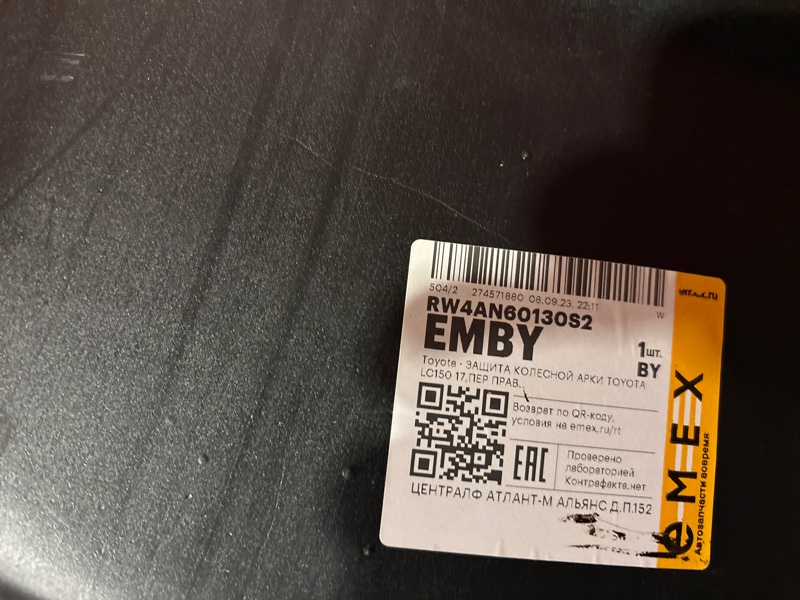 504/2 274571880 08.09.23, 22:11
W
RW4AN60130S2
EMBY
1шт.
BY
Toyota - ЗАЩИТА КОЛЕСНОЙ АРКИ TOYOTA
LC150 17,ПЕР ПРАВ..
Возврат по QR-коду,
условия на emex.ru/rt
EAC
Проверено
лабораторией
Контрафакта.нет
ЦЕНТРАЛФ АТЛАНТ-М АЛЬЯНС Д.П.152
emex
Автозапчасти вовремя